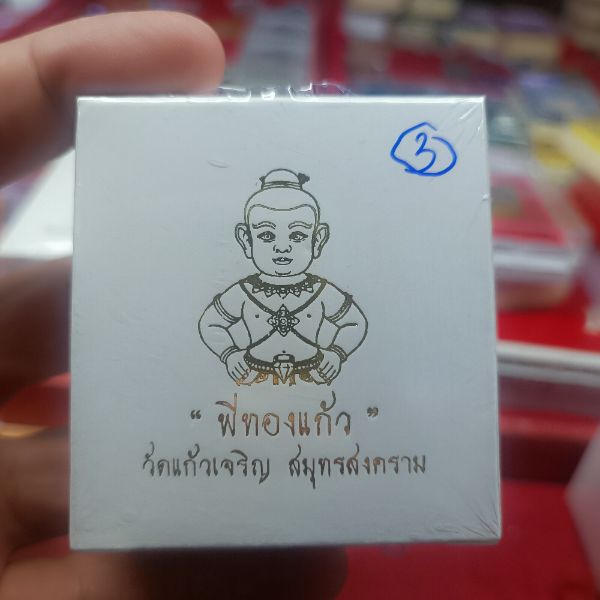 3
“ พี่ทองแก้ว ”
วัดแก้วเจริญ สมุทรสงคราม